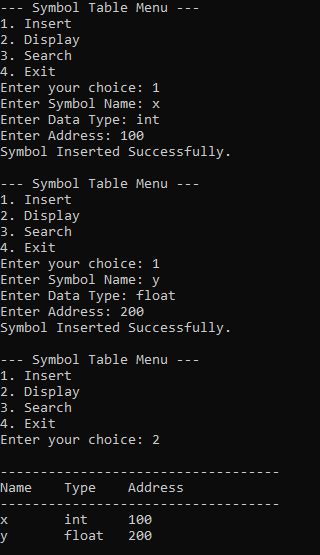 --- Symbol Table Menu ---
1. Insert
2. Display
3. Search
4. Exit
Enter your choice: 1
Enter Symbol Name: x
Enter Data Type: int
Enter Address: 100
Symbol Inserted Successfully.

--- Symbol Table Menu ---
1. Insert
2. Display
3. Search
4. Exit
Enter your choice: 1
Enter Symbol Name: y
Enter Data Type: float
Enter Address: 200
Symbol Inserted Successfully.

--- Symbol Table Menu ---
1. Insert
2. Display
3. Search
4. Exit
Enter your choice: 2

-----------------------------------
Name    Type    Address
-----------------------------------
x       int     100
y       float   200